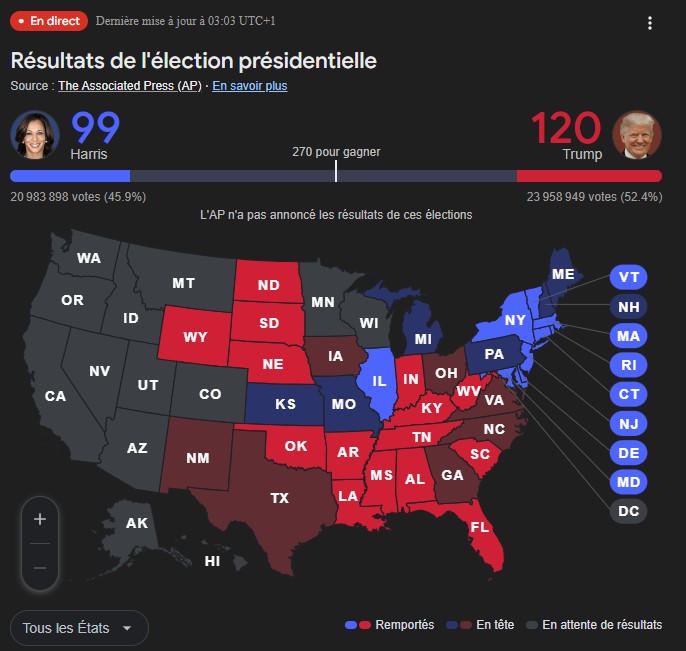 En direct Dernière mise à jour à 03:03 UTC+1
Résultats de l'élection présidentielle
Source : The Associated Press (AP) · En savoir plus
99 120
Harris 270 pour gagner Trump
20 983 898 votes (45.9%) 23 958 949 votes (52.4%)
L'AP n'a pas annoncé les résultats de ces élections
WA
ME
VT
MT
ND
OR
MN
NH
ID
SD
WI
NY
MA
WY
MI
PA
RI
NE
IA
NV
OH
UT
IL
IN
CA
CO
WV
CT
KS
MO
VA
KY
NJ
NC
TN
AZ
OK
AR
DE
NM
SC
MS
AL
GA
MD
TX
LA
DC
AK
FL
HI
+
−
Tous les États
Remportés En tête En attente de résultats